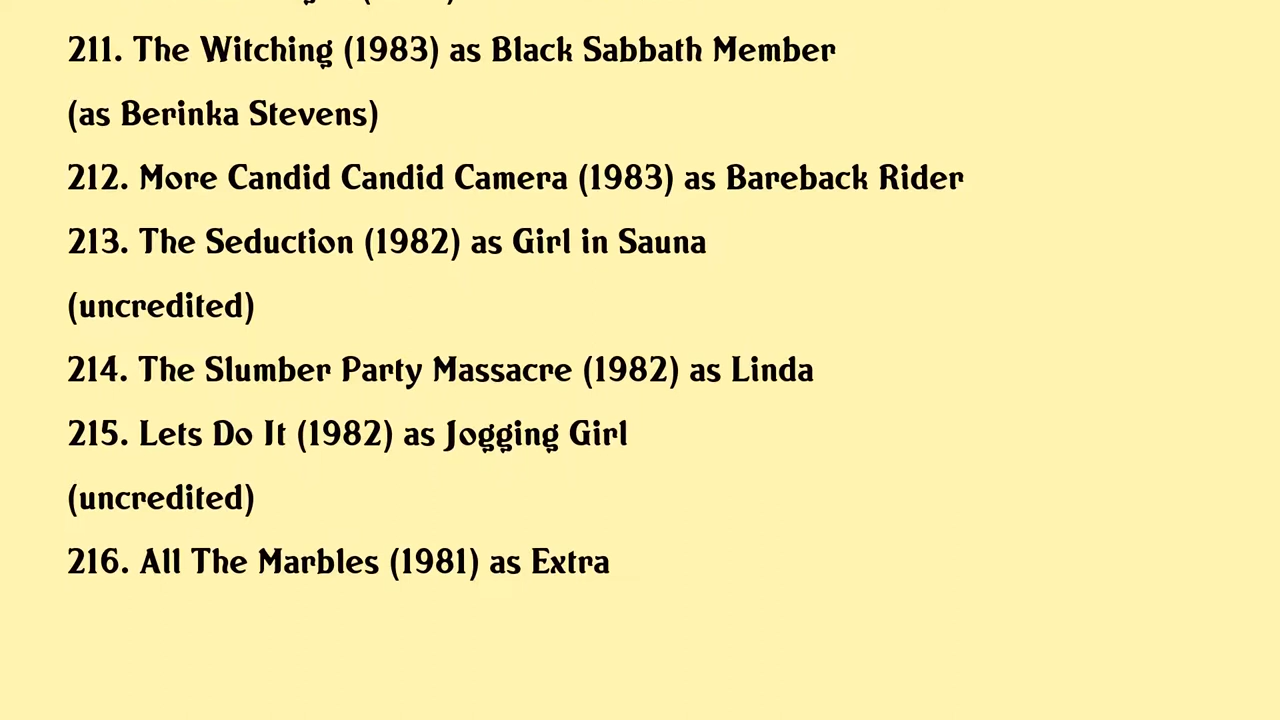 211. The Witching (1983) as Black Sabbath Member
(as Berinka Stevens)
212. More Candid Candid Camera (1983) as Bareback Rider
213. The Seduction (1982) as Girl in Sauna
(uncredited)
214. The Slumber Party Massacre (1982) as Linda
215. Lets Do It (1982) as Jogging Girl
(uncredited)
216. All The Marbles (1981) as Extra